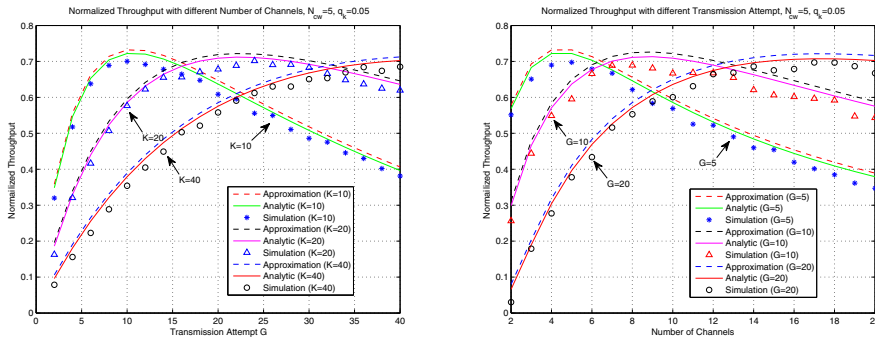 Normalized Throughput with different Number of Channels, N_cw=5, q_k=0.05
0.8
0.7
0.6
0.5
0.4
0.3
0.2
0.1
0
Normalized Throughput
K=20
K=10
K=40
Approximation (K=10)
Analytic (K=10)
Simulation (K=10)
Approximation (K=20)
Analytic (K=20)
Simulation (K=20)
Approximation (K=40)
Analytic (K=40)
Simulation (K=40)
0 5 10 15 20 25 30 35 40
Transmission Attempt G
Normalized Throughput with different Transmission Attempt, N_cw=5, q_k=0.05
0.8
0.7
0.6
0.5
0.4
0.3
0.2
0.1
0
Normalized Throughput
G=10
G=5
G=20
Approximation (G=5)
Analytic (G=5)
Simulation (G=5)
Approximation (G=10)
Analytic (G=10)
Simulation (G=10)
Approximation (G=20)
Analytic (G=20)
Simulation (G=20)
2 4 6 8 10 12 14 16 18 20
Number of Channels